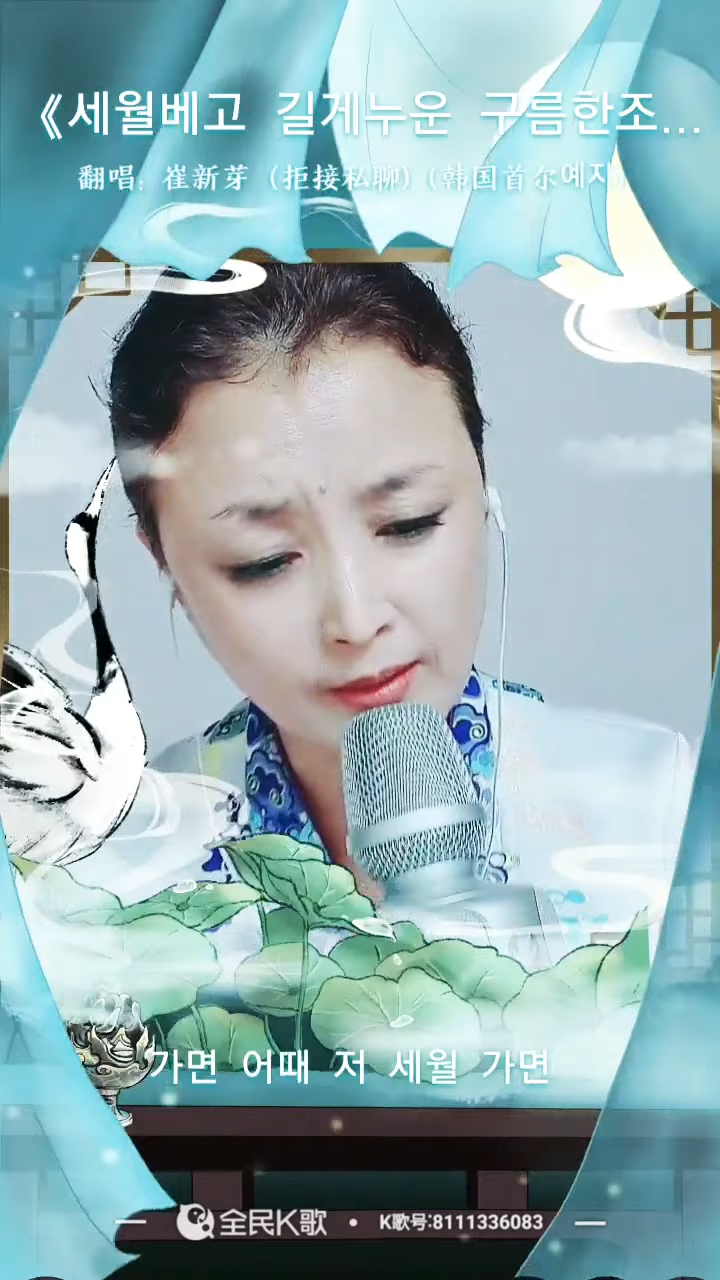 《세월베고 길게누운 구름한조...
翻唱: 崔新芽 (拒接私聊) (韩国首尔예지)
가면 어때 저 세월 가면
全民K歌 • K歌号:8111336083